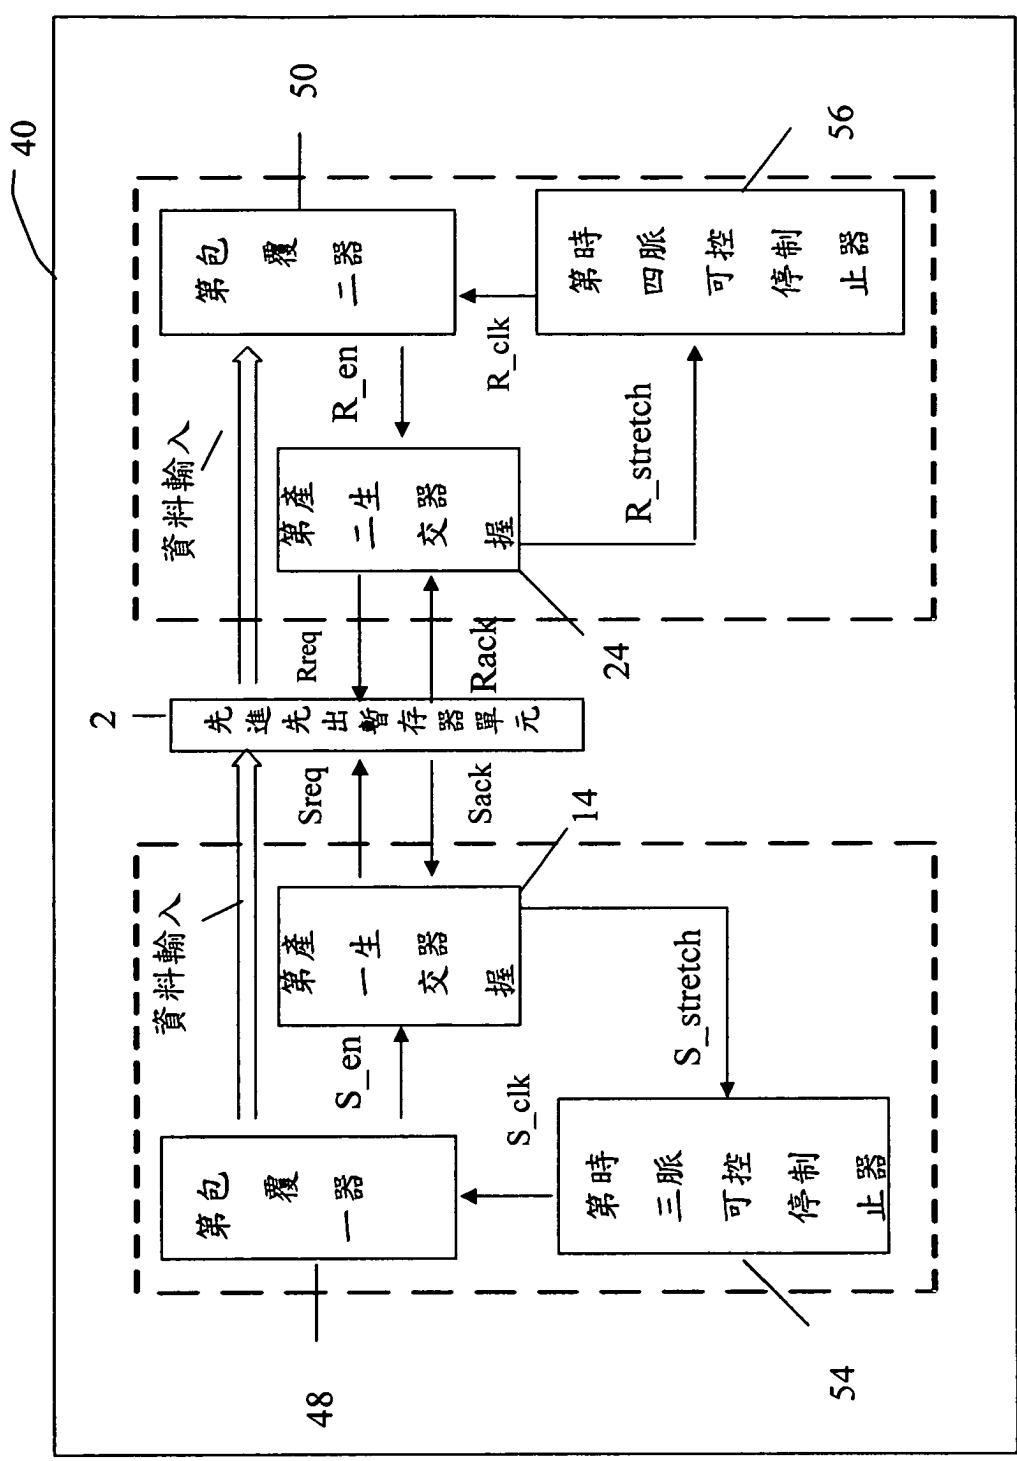 40
48
第一
包覆器
資料輸入
S_en
第一交握
產生器
14
S_clk
S_stretch
第三可停止
時脈控制器
54
Sreq
Sack
2
先進先出暫存器單元
Rreq
Rack
資料輸入
第二交握
產生器
24
R_en
第二
包覆器
50
R_clk
R_stretch
第四可停止
時脈控制器
56